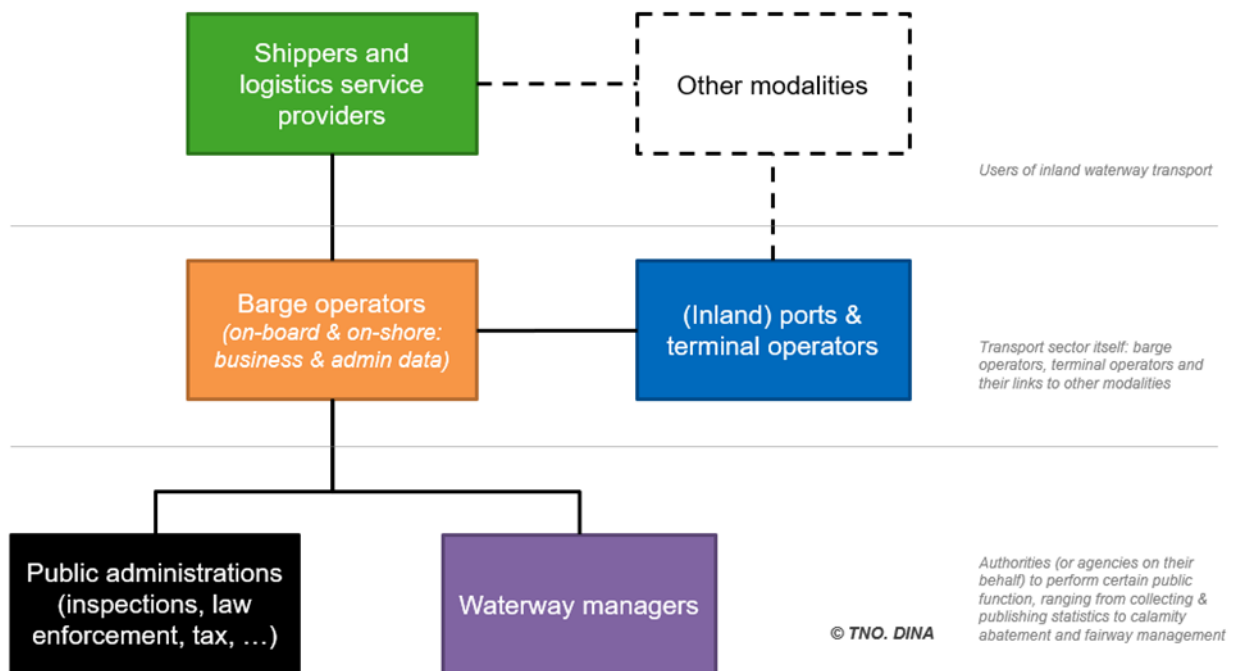 Shippers and
logistics service
providers
Other modalities
Users of inland waterway transport
Barge operators
(on-board & on-shore:
business & admin data)
(Inland) ports &
terminal operators
Transport sector itself: barge
operators, terminal operators and
their links to other modalities
Public administrations
(inspections, law
enforcement, tax, …)
Waterway managers
© TNO. DINA
Authorities (or agencies on their
behalf) to perform certain public
function, ranging from collecting &
publishing statistics to calamity
abatement and fairway management